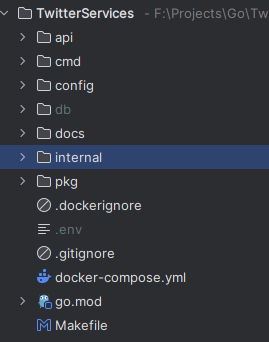 TwitterServices - F:\Projects\Go\Tw
api
cmd
config
db
docs
internal
pkg
.dockerignore
.env
.gitignore
docker-compose.yml
go.mod
Makefile